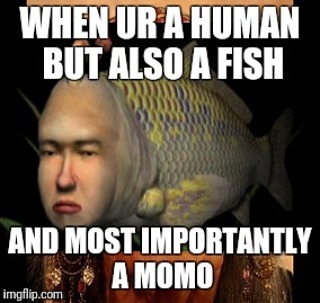 WHEN UR A HUMAN
BUT ALSO A FISH
AND MOST IMPORTANTLY
A MOMO
imgflip.com